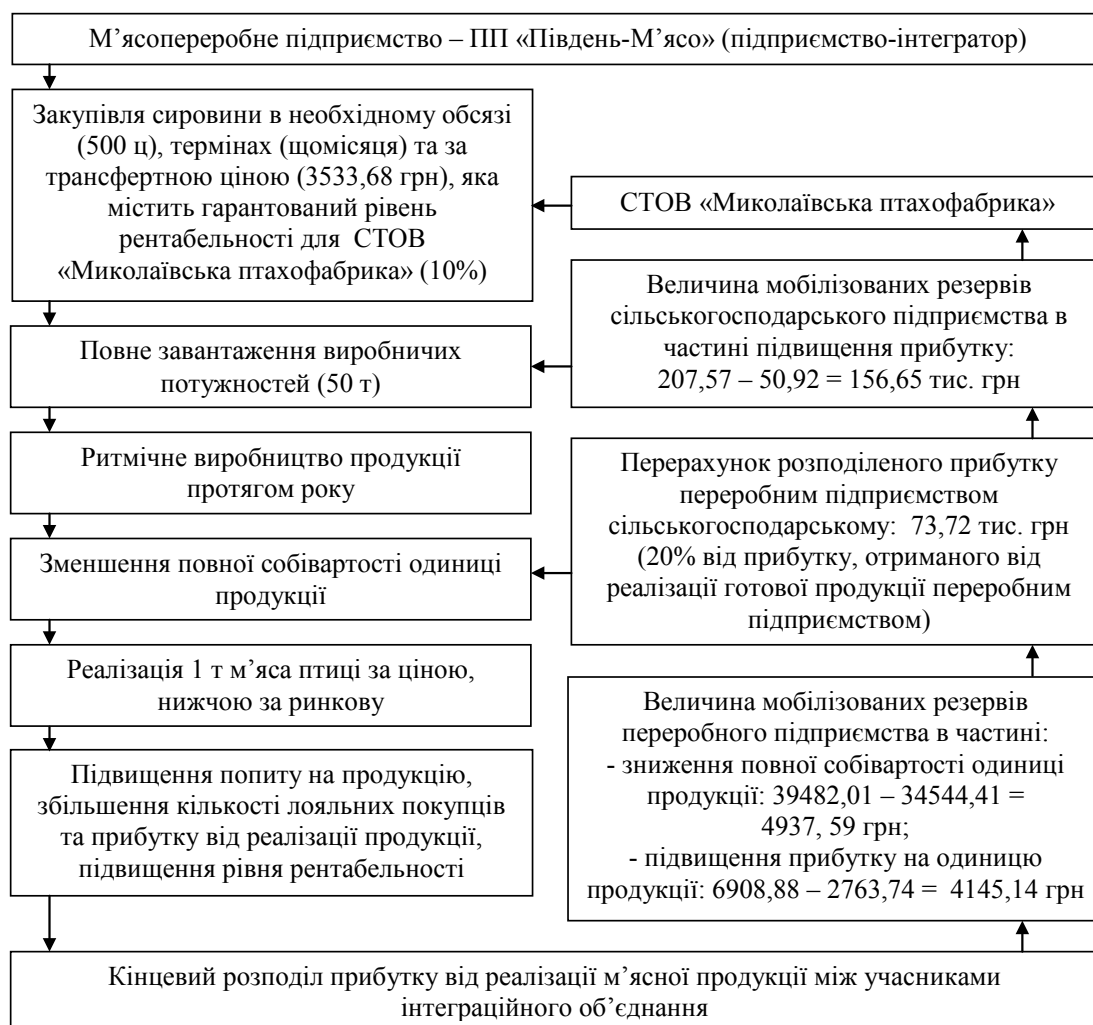 М’ясопереробне підприємство – ПП «Південь-М’ясо» (підприємство-інтегратор)
Закупівля сировини в необхідному обсязі
(500 ц), термінах (щомісяця) та за
трансфертною ціною (3533,68 грн), яка
містить гарантований рівень
рентабельності для СТОВ
«Миколаївська птахофабрика» (10%)
Повне завантаження виробничих
потужностей (50 т)
Ритмічне виробництво продукції
протягом року
Зменшення повної собівартості одиниці
продукції
Реалізація 1 т м’яса птиці за ціною,
нижчою за ринкову
Підвищення попиту на продукцію,
збільшення кількості лояльних покупців
та прибутку від реалізації продукції,
підвищення рівня рентабельності
СТОВ «Миколаївська птахофабрика»
Величина мобілізованих резервів
сільськогосподарського підприємства в
частині підвищення прибутку:
207,57 – 50,92 = 156,65 тис. грн
Перерахунок розподіленого прибутку
переробним підприємством
сільськогосподарському: 73,72 тис. грн
(20% від прибутку, отриманого від
реалізації готової продукції переробним
підприємством)
Величина мобілізованих резервів
переробного підприємства в частині:
- зниження повної собівартості одиниці
продукції: 39482,01 – 34544,41 =
4937, 59 грн;
- підвищення прибутку на одиницю
продукції: 6908,88 – 2763,74 = 4145,14 грн
Кінцевий розподіл прибутку від реалізації м’ясної продукції між учасниками
інтеграційного об’єднання